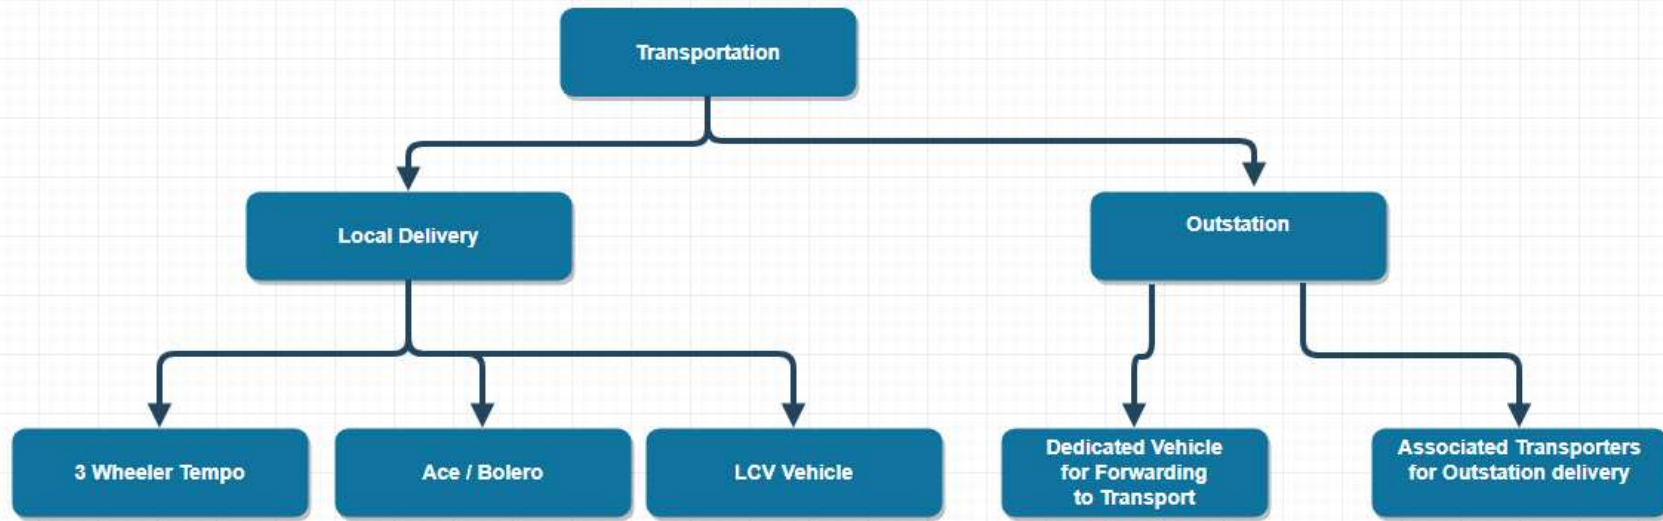 Transportation
Local Delivery
Outstation
3 Wheeler Tempo
Ace / Bolero
LCV Vehicle
Dedicated Vehicle
for Forwarding
to Transport
Associated Transporters
for Outstation delivery